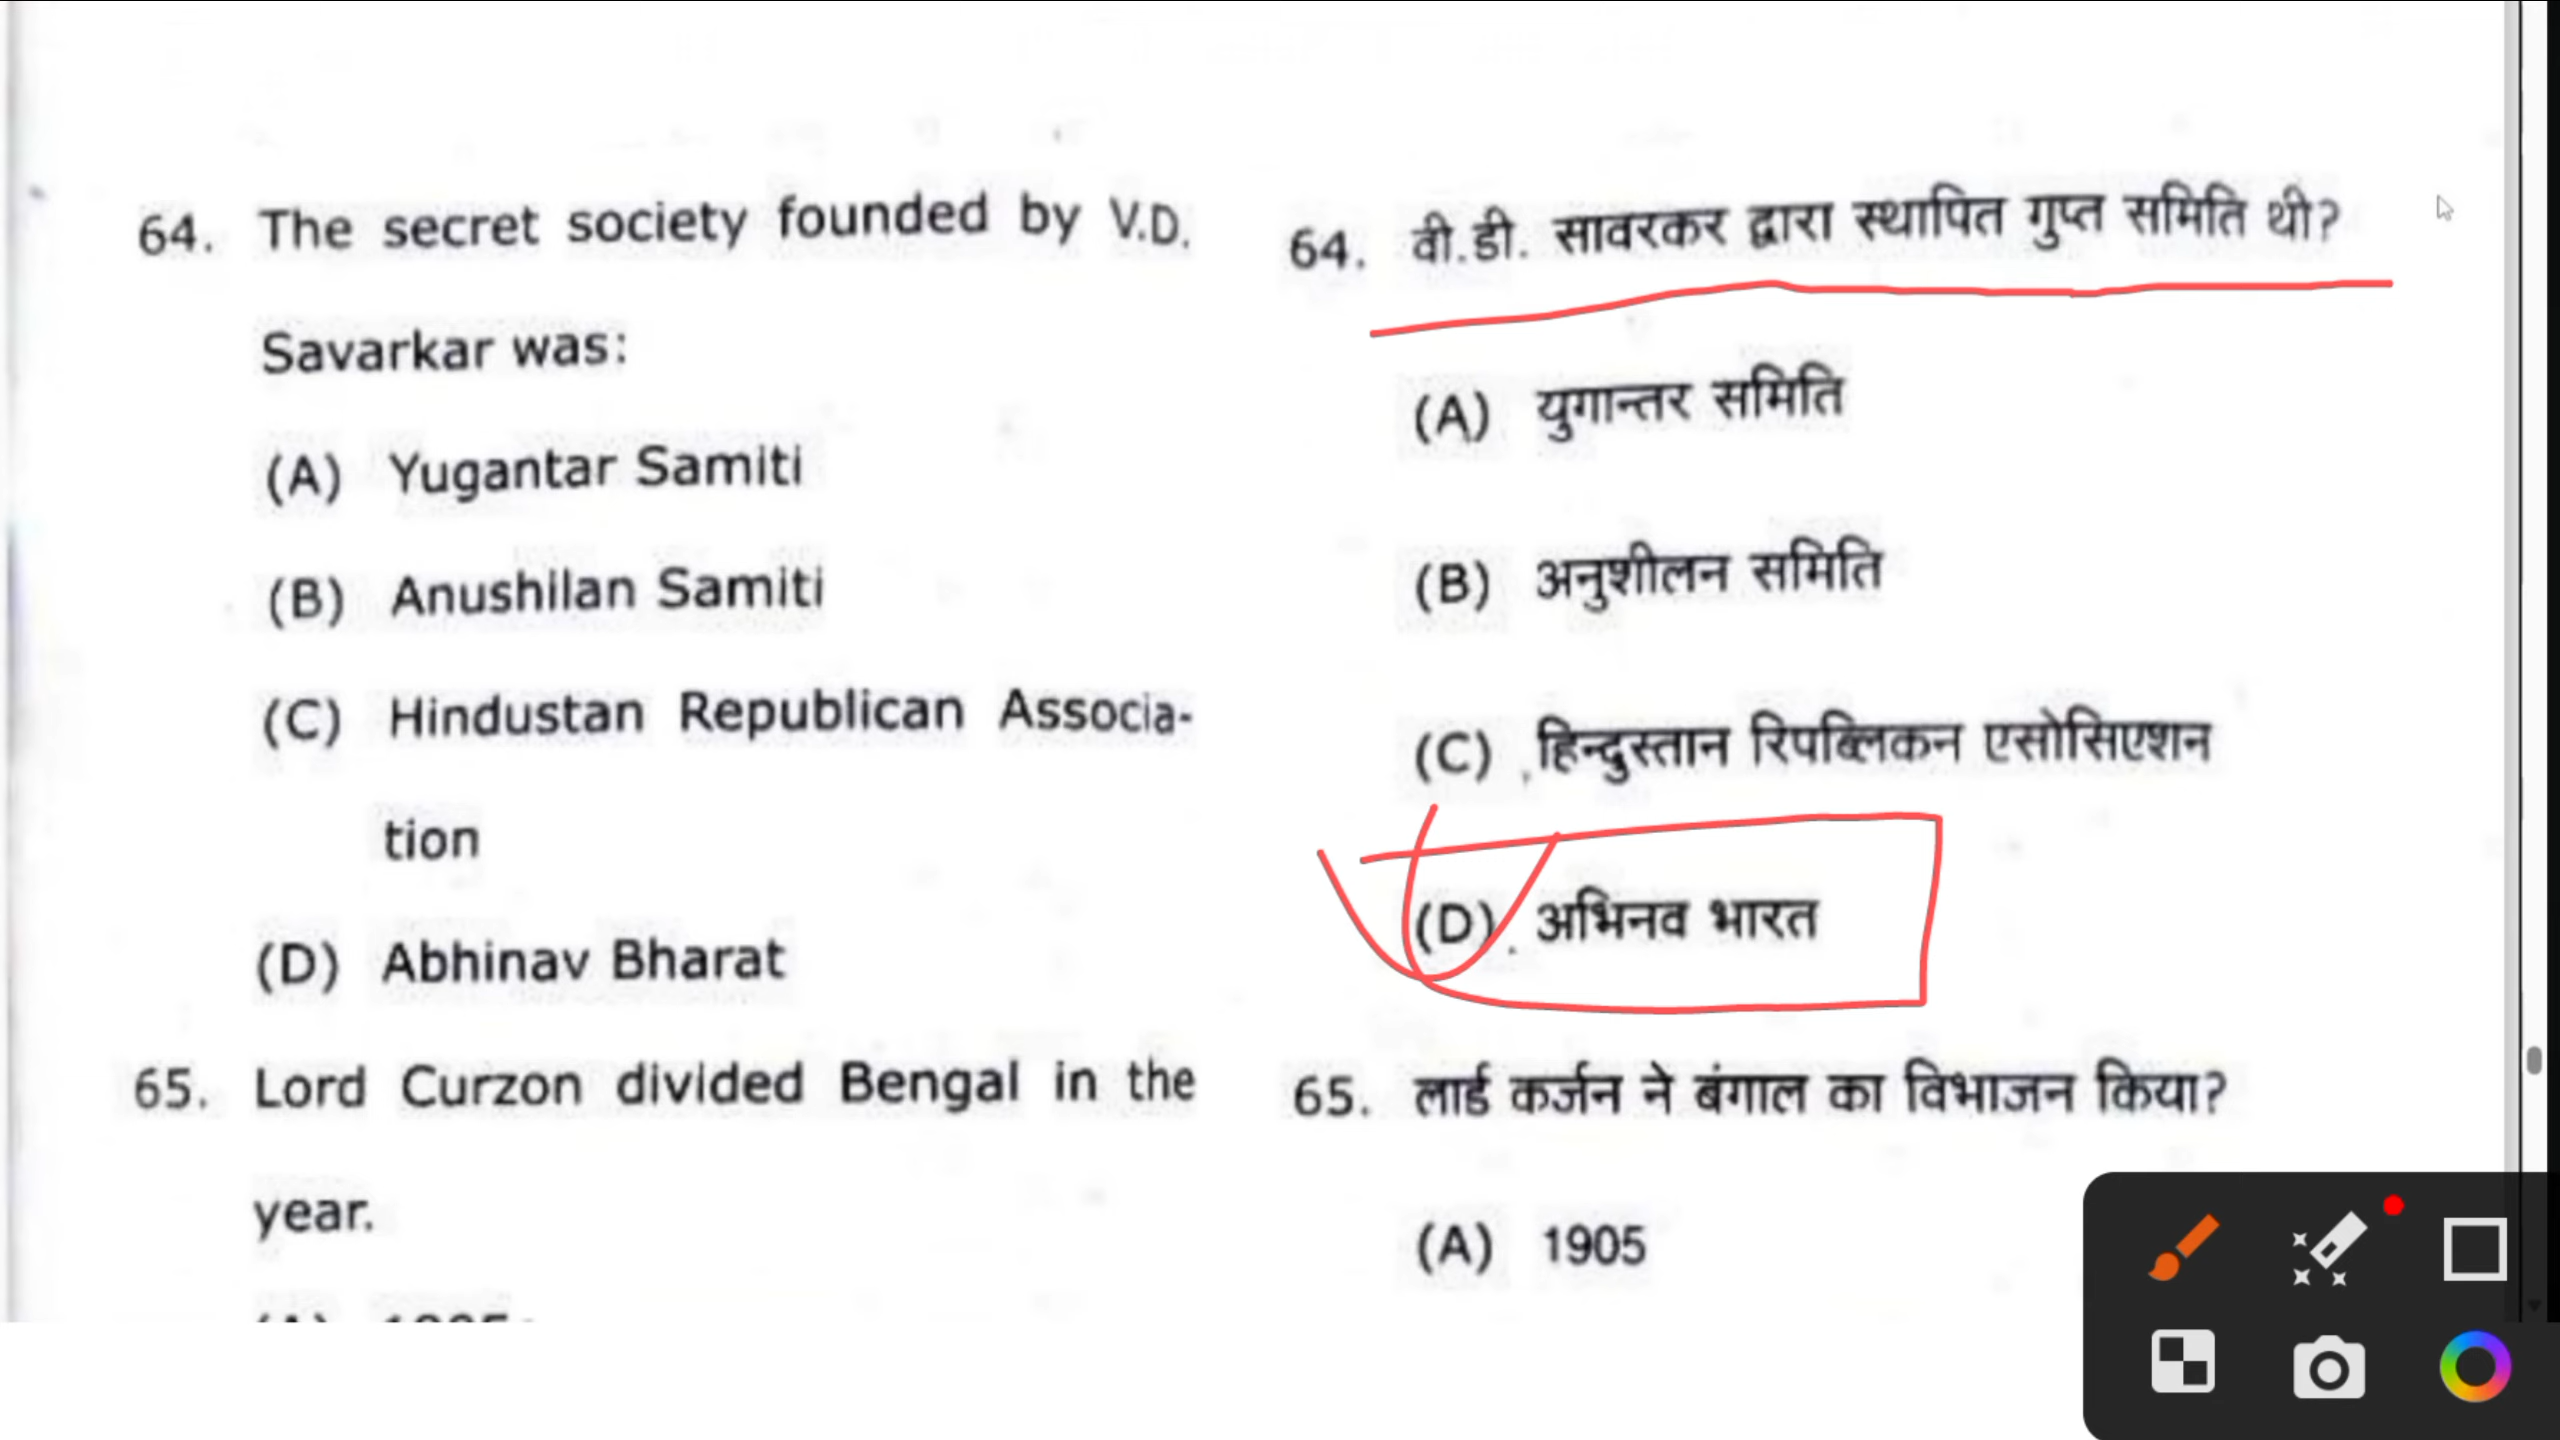 64. The secret society founded by V.D.
Savarkar was:
(A) Yugantar Samiti
(B) Anushilan Samiti
(C) Hindustan Republican Associa-
tion
(D) Abhinav Bharat
65. Lord Curzon divided Bengal in the
year.
64. वी.डी. सावरकर द्वारा स्थापित गुप्त समिति थी?
(A) युगान्तर समिति
(B) अनुशीलन समिति
(C) हिन्दुस्तान रिपब्लिकन एसोसिएशन
(D) अभिनव भारत
65. लार्ड कर्जन ने बंगाल का विभाजन किया?
(A) 1905